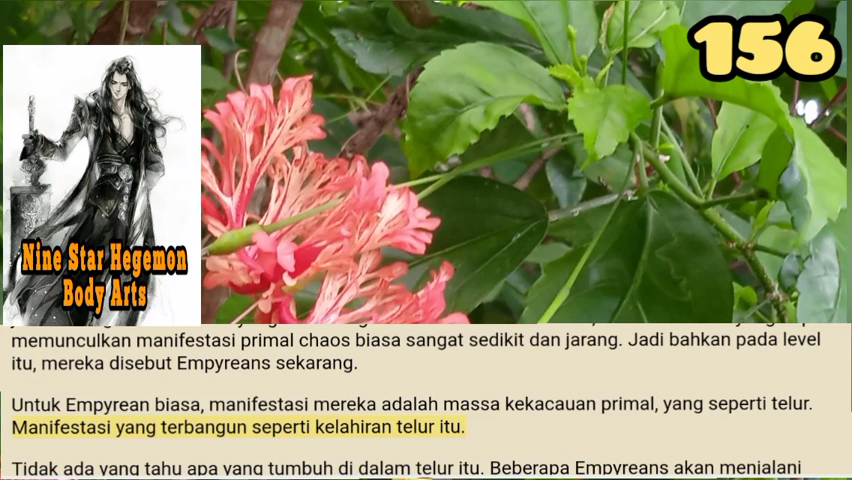 156
Nine Star Hegemon
Body Arts
memunculkan manifestasi primal chaos biasa sangat sedikit dan jarang. Jadi bahkan pada level
itu, mereka disebut Empyreans sekarang.
Untuk Empyrean biasa, manifestasi mereka adalah massa kekacauan primal, yang seperti telur.
Manifestasi yang terbangun seperti kelahiran telur itu.
Tidak ada yang tahu apa yang tumbuh di dalam telur itu. Beberapa Empyreans akan menjalani